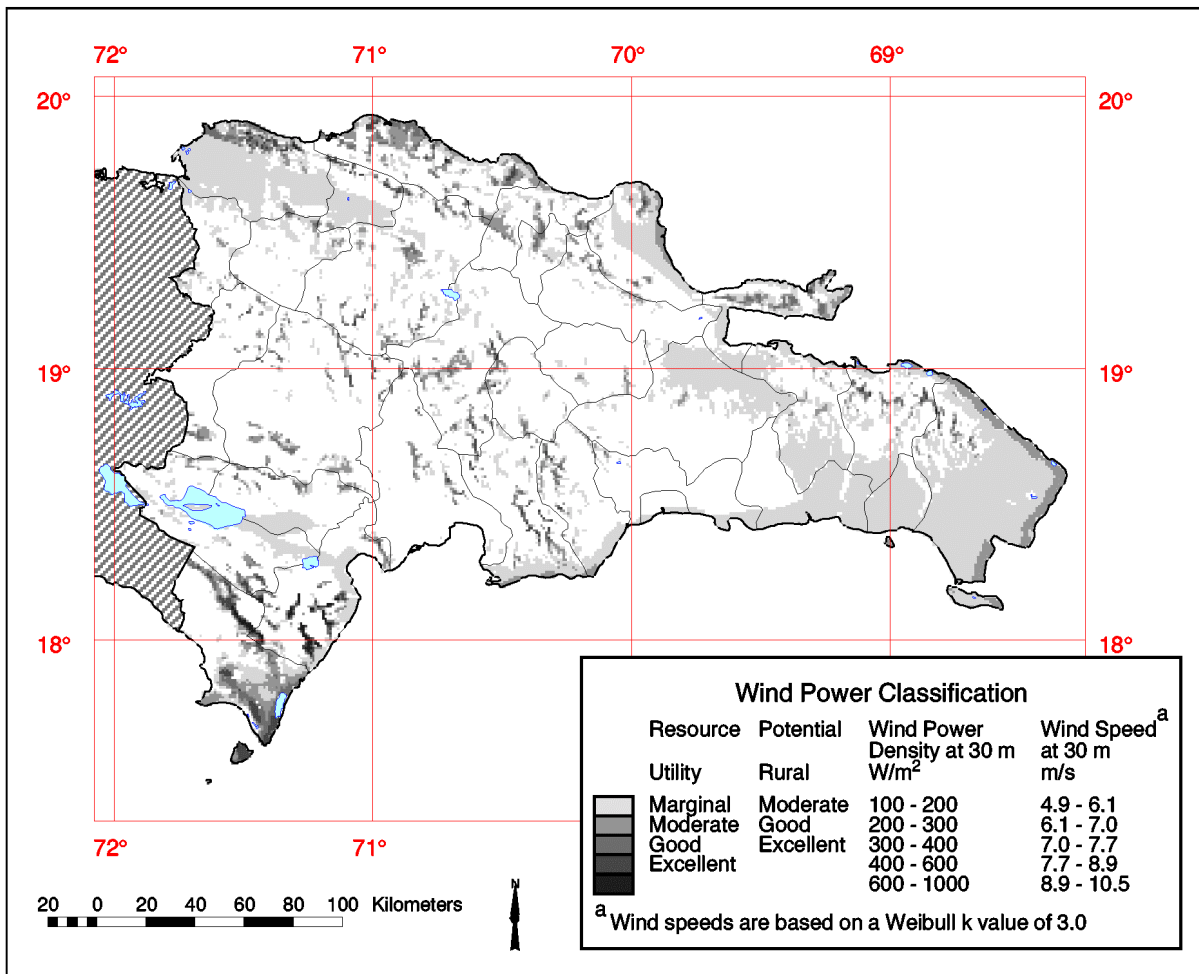 72° 71° 70° 69°
20° 20°
19° 19°
18° 18°
72° 71°
Wind Power Classification
Resource Potential Wind Power Wind Speed a
Density at 30 m at 30 m
Utility Rural W/m² m/s
Marginal Moderate 100 - 200 4.9 - 6.1
Moderate Good 200 - 300 6.1 - 7.0
Good Excellent 300 - 400 7.0 - 7.7
Excellent 400 - 600 7.7 - 8.9
600 - 1000 8.9 - 10.5
a Wind speeds are based on a Weibull k value of 3.0
20 0 20 40 60 80 100 Kilometers
N